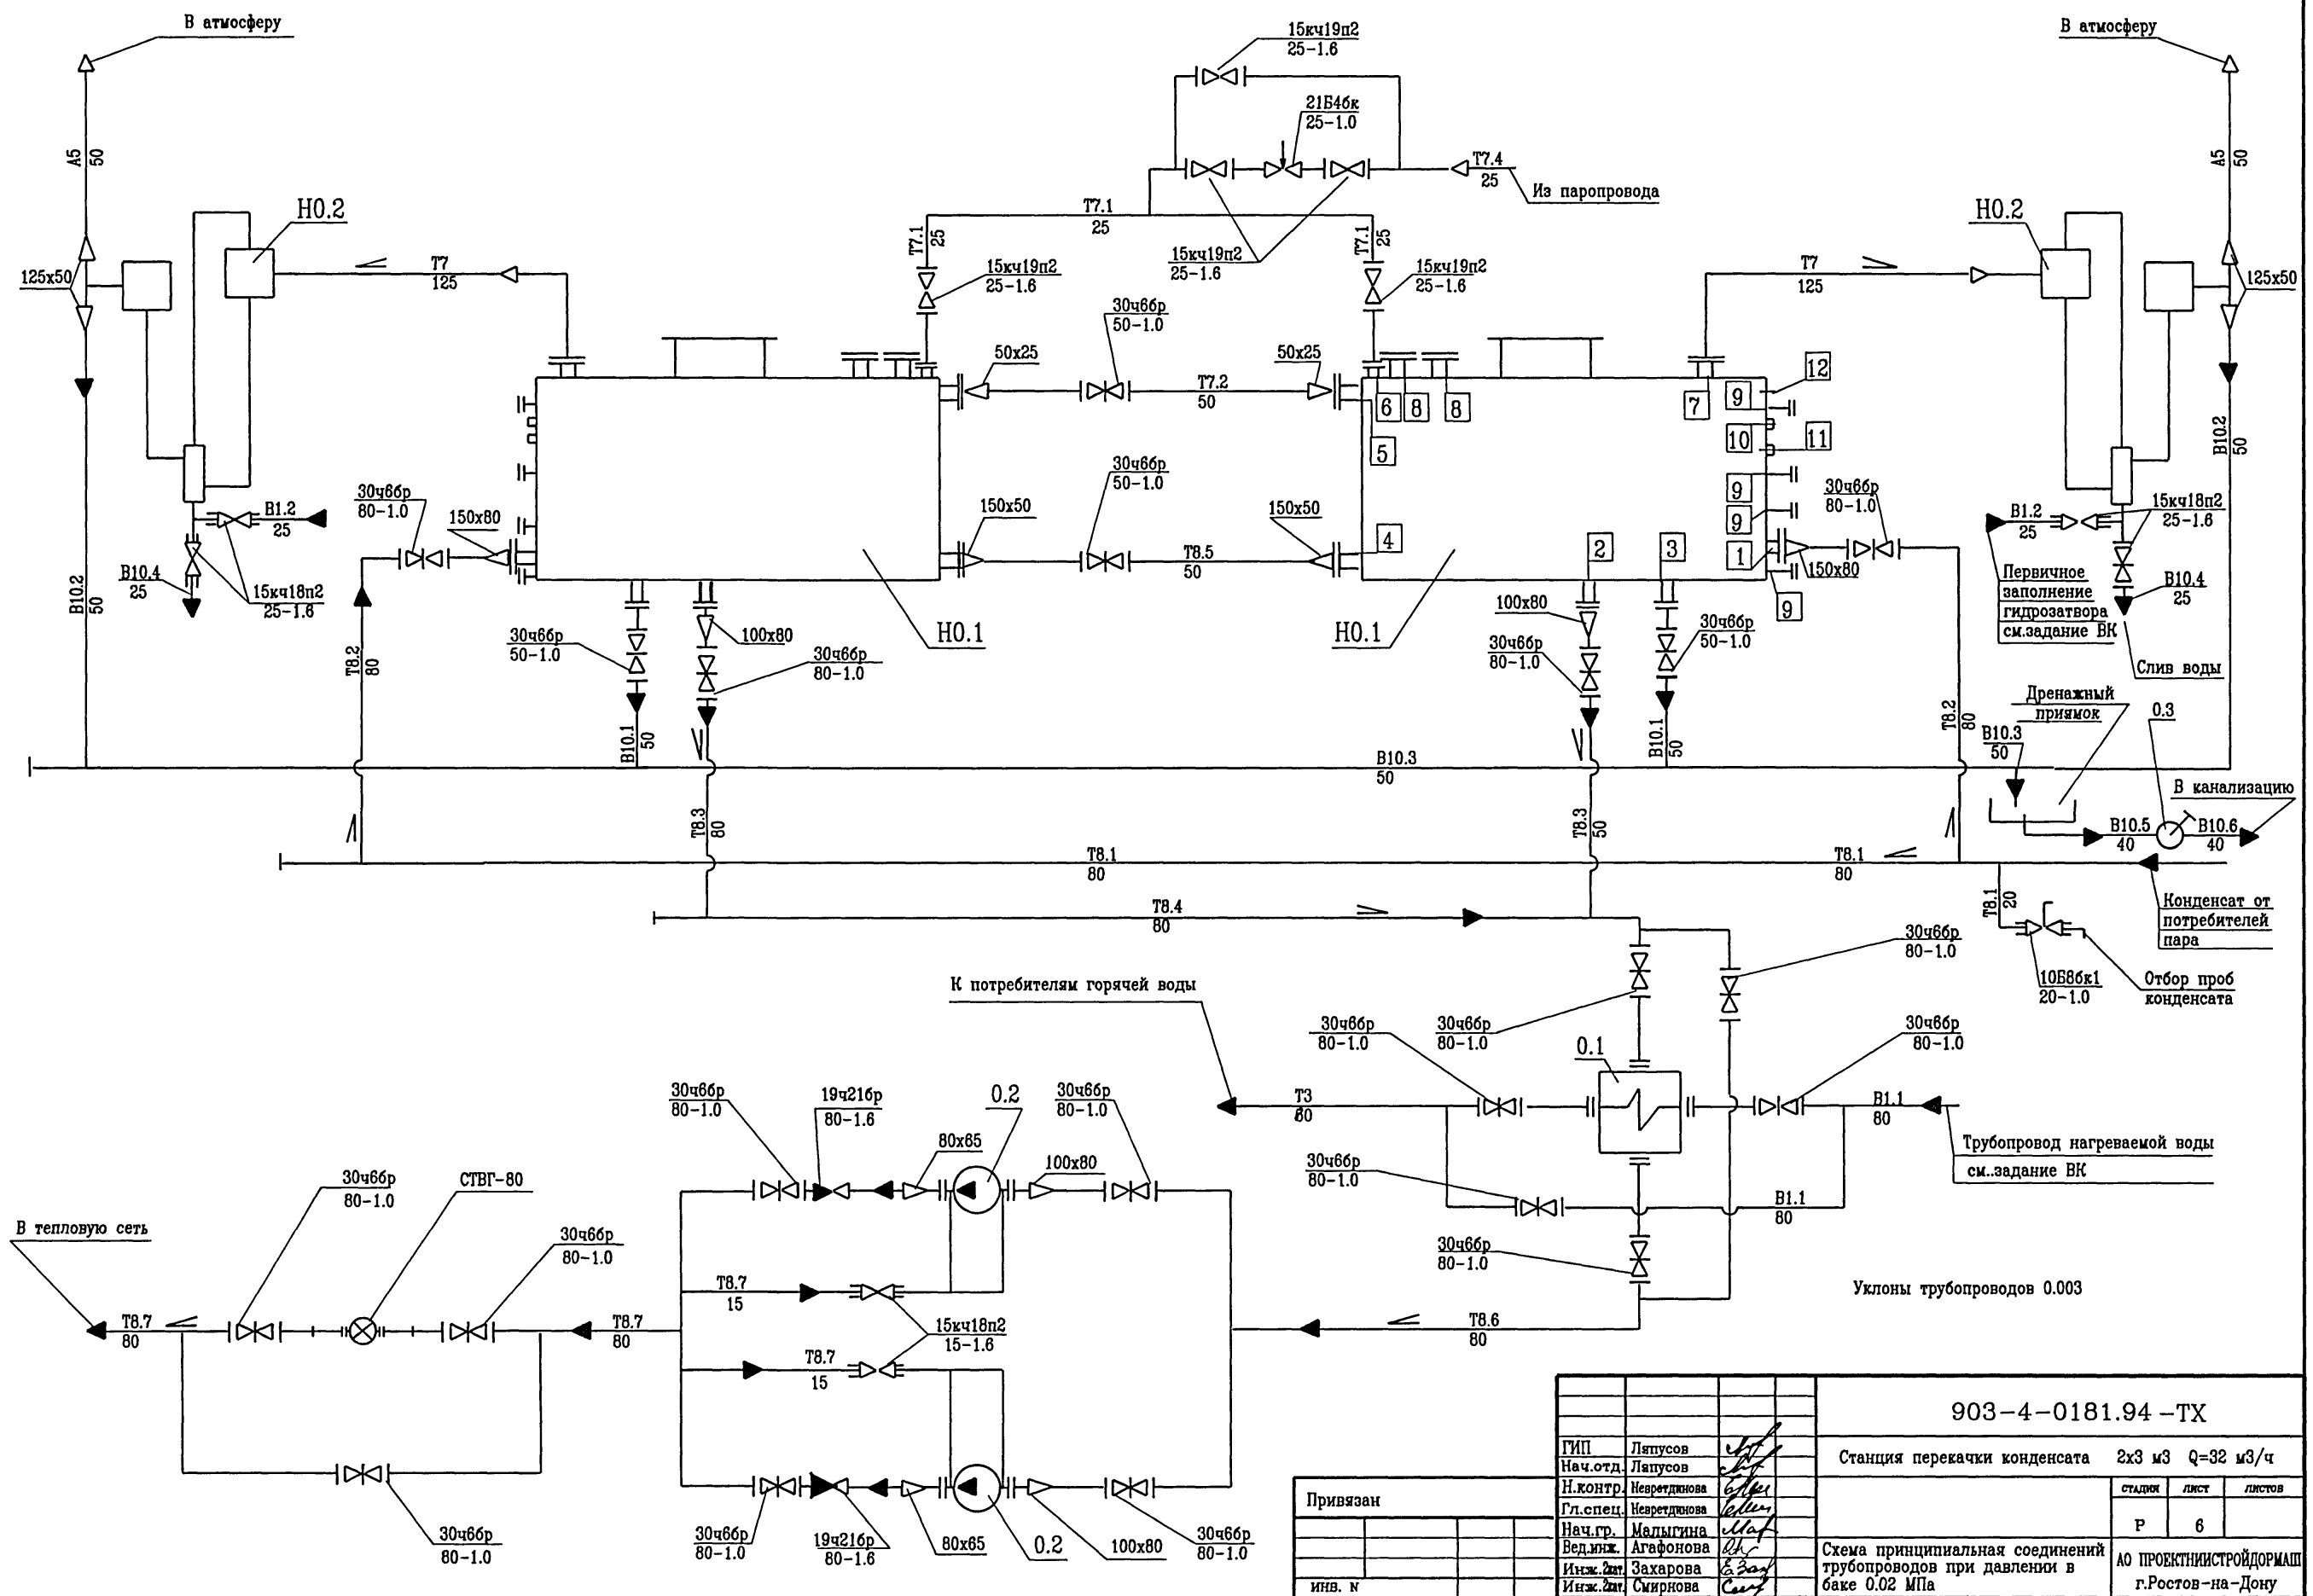 В атмосферу
В атмосферу
15кч19п2
25-1.6
21Б4бк
25-1.0
Т7.4
25
Из паропровода
А5
50
А5
50
Н0.2
Н0.2
125х50
125х50
Т7
125
Т7.1
25
Т7.1
25
Т7.1
25
15кч19п2
25-1.6
15кч19п2
25-1.6
15кч19п2
25-1.6
Т7
125
30ч6бр
50-1.0
50х25
50х25
Т7.2
50
6
8
8
7
9
12
5
10
11
9
9
4
2
3
1
9
В10.2
50
В10.2
50
30ч6бр
80-1.0
150х80
150х50
30ч6бр
50-1.0
150х50
Т8.5
50
30ч6бр
80-1.0
150х80
В1.2
25
В10.4
25
15кч18п2
25-1.6
В1.2
25
15кч18п2
25-1.6
В10.4
25
Первичное
заполнение
гидрозатвора
см.задание ВК
Слив воды
Н0.1
Н0.1
30ч6бр
50-1.0
100х80
30ч6бр
80-1.0
100х80
30ч6бр
80-1.0
30ч6бр
50-1.0
Т8.2
80
Т8.2
80
В10.1
50
В10.1
50
В10.3
50
Дренажный
приямок
0.3
В10.3
50
В канализацию
В10.5
40
В10.6
40
Т8.3
80
Т8.3
50
Т8.1
80
Т8.1
80
Т8.1
20
Конденсат от
потребителей
пара
Т8.4
80
10Б8бк1
20-1.0
Отбор проб
конденсата
К потребителям горячей воды
30ч6бр
80-1.0
30ч6бр
80-1.0
30ч6бр
80-1.0
30ч6бр
80-1.0
0.1
Т3
80
В1.1
80
Трубопровод нагреваемой воды
см..задание ВК
30ч6бр
80-1.0
В1.1
80
30ч6бр
80-1.0
30ч6бр
80-1.0
19ч21бр
80-1.6
0.2
30ч6бр
80-1.0
80х65
100х80
В тепловую сеть
30ч6бр
80-1.0
СТВГ-80
30ч6бр
80-1.0
Т8.7
80
Т8.7
80
Т8.7
15
15кч18п2
15-1.6
Т8.7
15
Т8.6
80
Уклоны трубопроводов 0.003
30ч6бр
80-1.0
30ч6бр
80-1.0
19ч21бр
80-1.6
80х65
0.2
100х80
30ч6бр
80-1.0
903-4-0181.94-ТХ
Станция перекачки конденсата 2х3 м3 Q=32 м3/ч
ГИП Ляпусов
Нач.отд. Ляпусов
Н.контр. Невретдинова
Гл.спец. Невретдинова
Нач.гр. Малыгина
Вед.инж. Агафонова
Инж.2кат. Захарова
Инж.2кат. Смирнова
стадия лист листов
Р 6
Схема принципиальная соединений
трубопроводов при давлении в
баке 0.02 МПа
АО ПРОЕКТНИИСТРОЙДОРМАШ
г.Ростов-на-Дону
Привязан
ИНВ. N